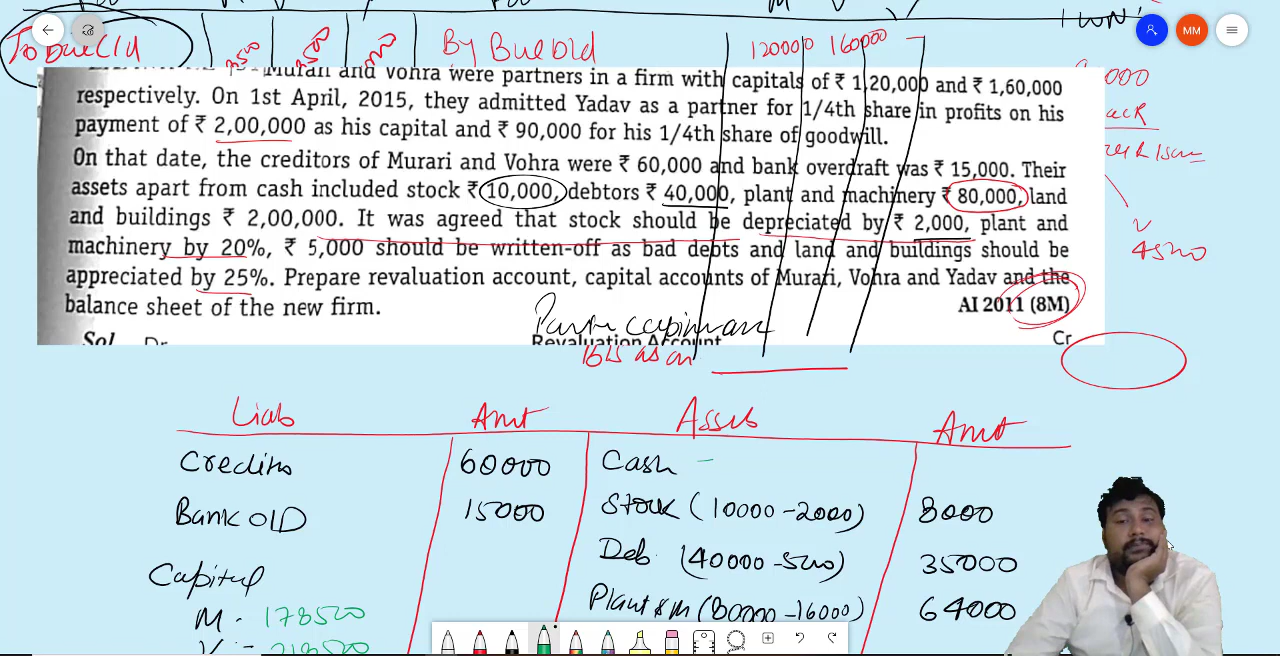 To Bal C/d By Bal old 120000 160000
MM
Murari and Vohra were partners in a firm with capitals of ₹ 1,20,000 and ₹ 1,60,000
respectively. On 1st April, 2015, they admitted Yadav as a partner for 1/4th share in profits on his
payment of ₹ 2,00,000 as his capital and ₹ 90,000 for his 1/4th share of goodwill.
On that date, the creditors of Murari and Vohra were ₹ 60,000 and bank overdraft was ₹ 15,000. Their
assets apart from cash included stock ₹ 10,000, debtors ₹ 40,000, plant and machinery ₹ 80,000, land
and buildings ₹ 2,00,000. It was agreed that stock should be depreciated by ₹ 2,000, plant and
machinery by 20%, ₹ 5,000 should be written-off as bad debts and land and buildings should be
appreciated by 25%. Prepare revaluation account, capital accounts of Murari, Vohra and Yadav and the
balance sheet of the new firm. AI 2011 (8M)
45000
Sol Dr Revaluation Account Cr
as on
Liab Amt Assets Amt
Creditos 60000 Cash -
Bank O/D 15000 Stock (10000-2000) 8000
Deb. (40000-5000) 35000
Capital
Plant & M (80000-16000) 64000
M - 178500
V -